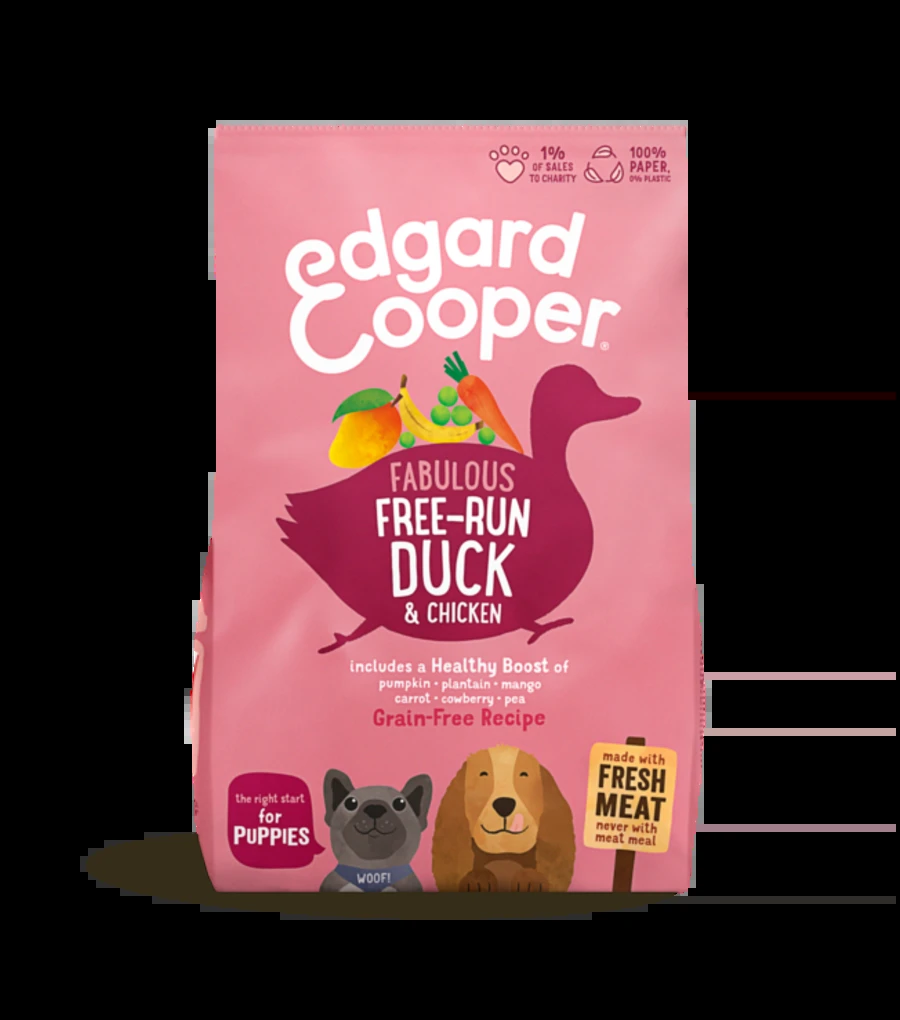 1%
OF SALES
TO CHARITY
100%
PAPER,
0% PLASTIC
edgard
Cooper®
FABULOUS
FREE-RUN
DUCK
& CHICKEN
includes a Healthy Boost of
pumpkin • plantain • mango
carrot • cowberry • pea
Grain-Free Recipe
the right start
for
PUPPIES
WOOF!
made with
FRESH
MEAT
never with
meat meal